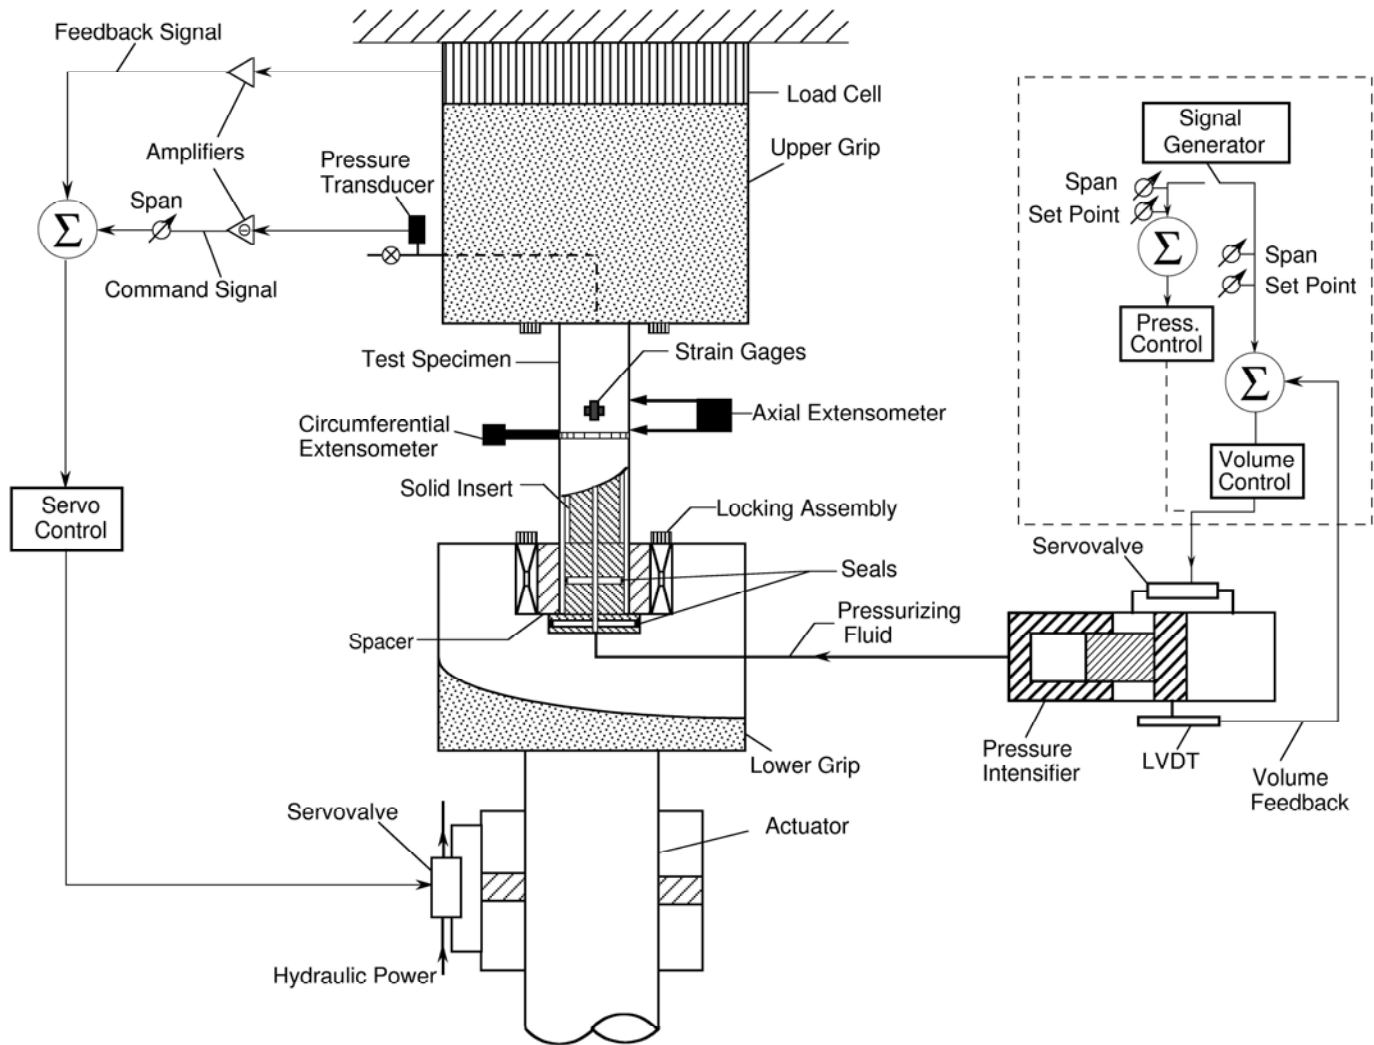 Feedback Signal
Load Cell
Signal
Generator
Amplifiers
Pressure
Transducer
Upper Grip
Span
Set Point
Span
Σ
Σ
Span
Set Point
Command Signal
Press.
Control
Test Specimen
Strain Gages
Σ
Circumferential
Extensometer
Axial Extensometer
Solid Insert
Volume
Control
Servo
Control
Locking Assembly
Servovalve
Seals
Pressurizing
Fluid
Spacer
Pressure
Intensifier
LVDT
Lower Grip
Volume
Feedback
Servovalve
Actuator
Hydraulic Power